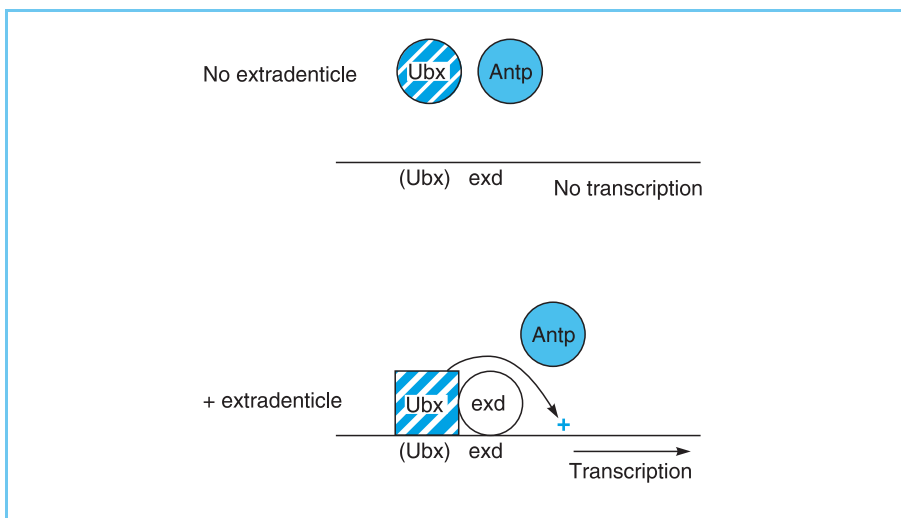 No extradenticle
Ubx
Antp
(Ubx) exd
No transcription
Antp
+ extradenticle
Ubx
exd
+
(Ubx) exd
Transcription